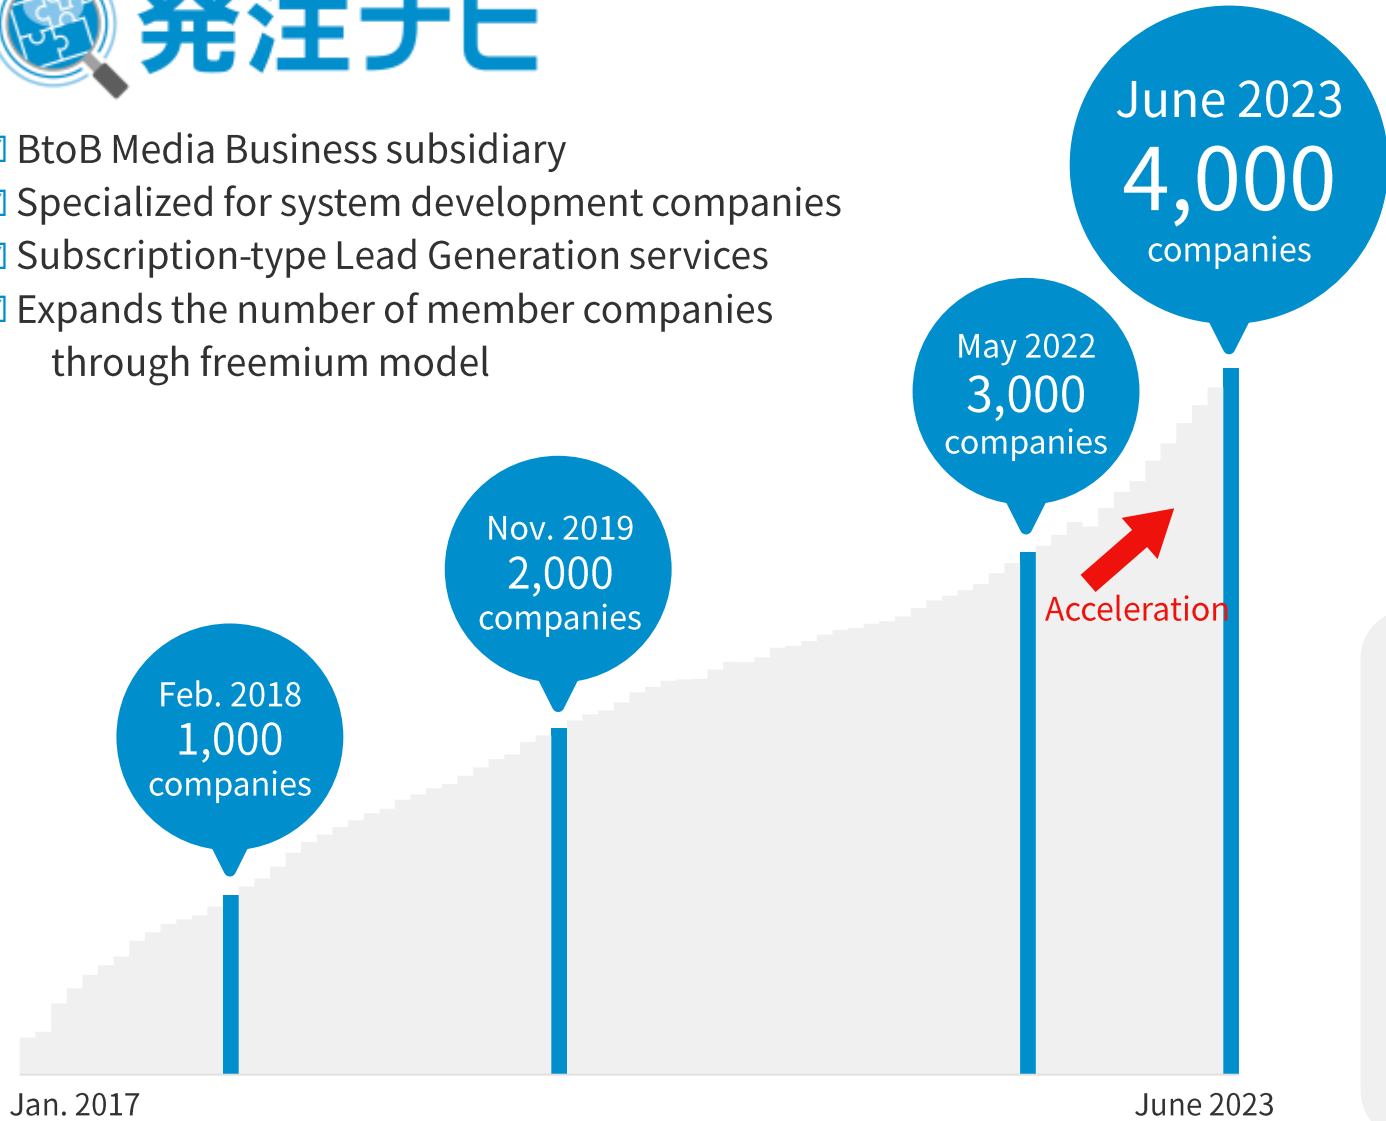 発注ナビ
BtoB Media Business subsidiary
Specialized for system development companies
Subscription-type Lead Generation services
Expands the number of member companies
through freemium model
June 2023
4,000
companies
May 2022
3,000
companies
Nov. 2019
2,000
companies
Feb. 2018
1,000
companies
Acceleration
Jan. 2017
June 2023